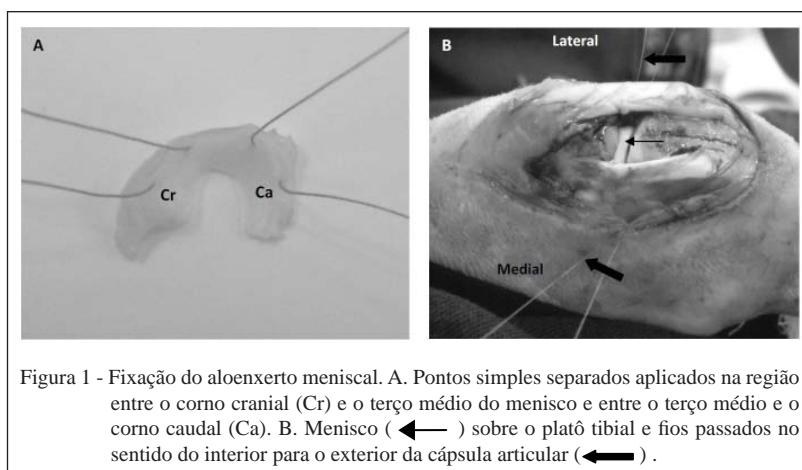 A
Cr
Ca
B
Lateral
Medial
Figura 1 - Fixação do aloenxerto meniscal. A. Pontos simples separados aplicados na região
entre o corno cranial (Cr) e o terço médio do menisco e entre o terço médio e o
corno caudal (Ca). B. Menisco ( ) sobre o platô tibial e fios passados no
sentido do interior para o exterior da cápsula articular ( ) .